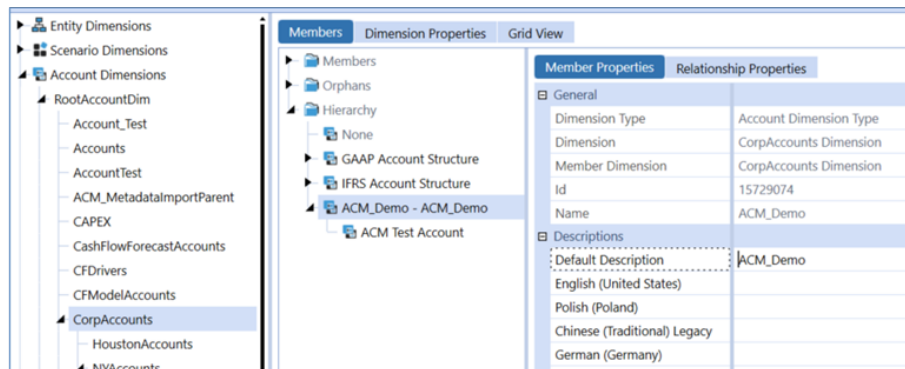 Entity Dimensions
Scenario Dimensions
Account Dimensions
RootAccountDim
Account_Test
Accounts
AccountTest
ACM_MetadataImportParent
CAPEX
CashFlowForecastAccounts
CFDrivers
CFModelAccounts
CorpAccounts
HoustonAccounts
NYAccounts
Members Dimension Properties Grid View
Members
Orphans
Hierarchy
None
GAAP Account Structure
IFRS Account Structure
ACM_Demo - ACM_Demo
ACM Test Account
Member Properties Relationship Properties
General
Dimension Type Account Dimension Type
Dimension CorpAccounts Dimension
Member Dimension CorpAccounts Dimension
Id 15729074
Name ACM_Demo
Descriptions
Default Description ACM_Demo
English (United States)
Polish (Poland)
Chinese (Traditional) Legacy
German (Germany)